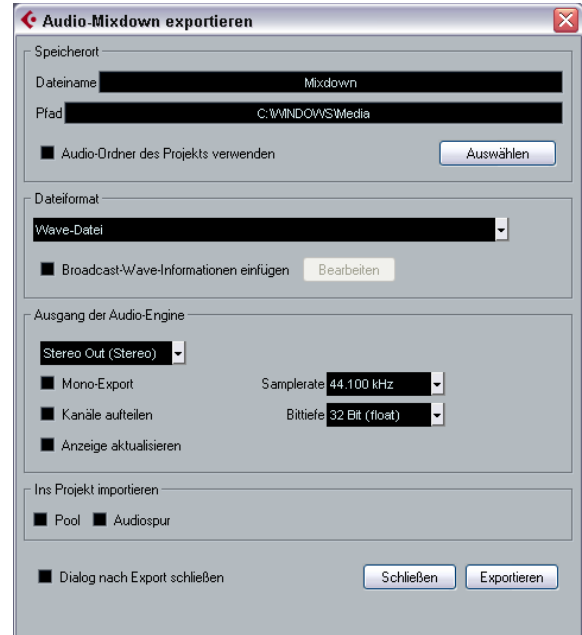 Audio-Mixdown exportieren
Speicherort
Dateiname Mixdown
Pfad C:\WINDOWS\Media
Audio-Ordner des Projekts verwenden Auswählen
Dateiformat
Wave-Datei
Broadcast-Wave-Informationen einfügen Bearbeiten
Ausgang der Audio-Engine
Stereo Out (Stereo)
Mono-Export Samplerate 44.100 kHz
Kanäle aufteilen Bittiefe 32 Bit (float)
Anzeige aktualisieren
Ins Projekt importieren
Pool Audiospur
Dialog nach Export schließen Schließen Exportieren